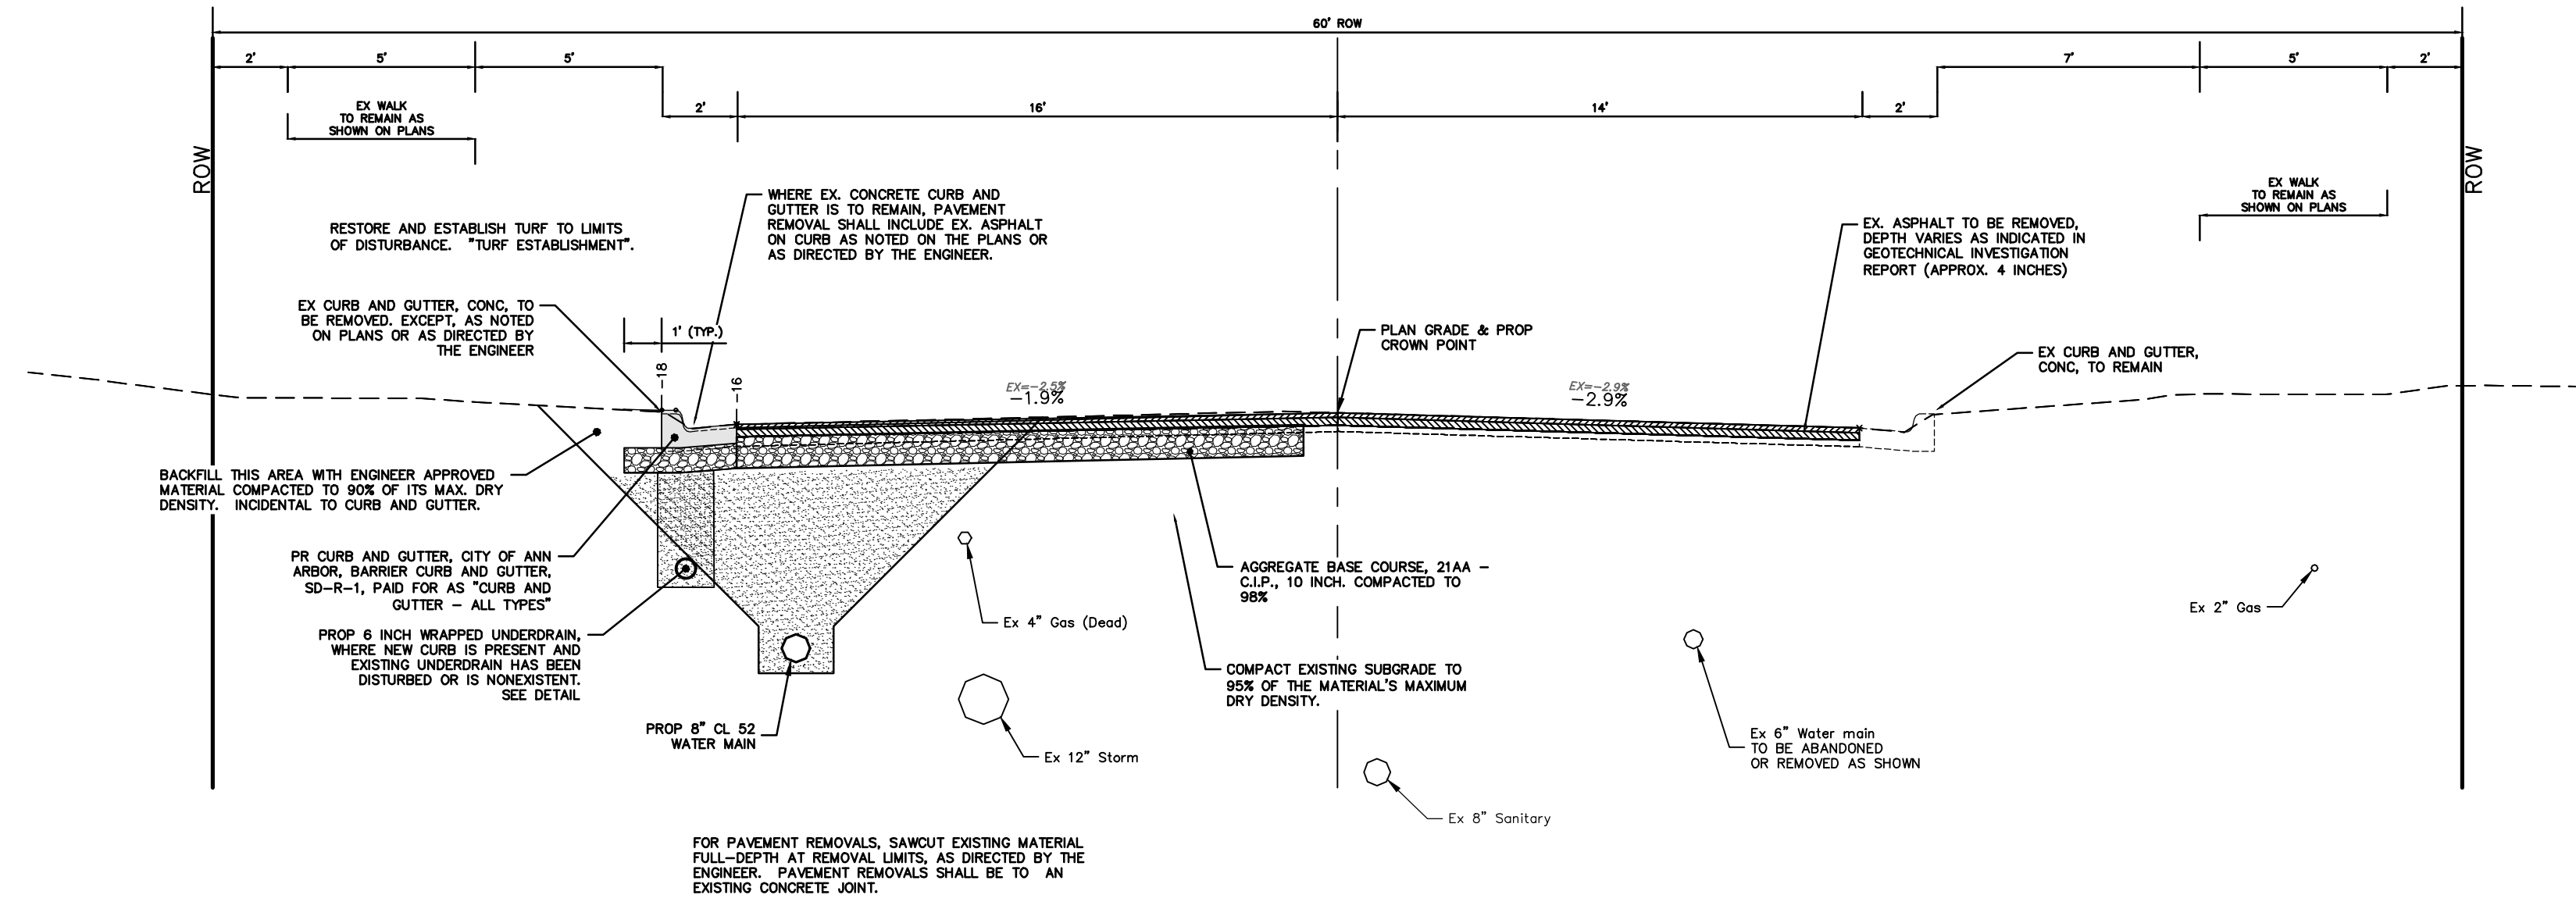 60' ROW
2'
5'
5'
7'
5'
2'
2'
16'
14'
2'
EX WALK
TO REMAIN AS
SHOWN ON PLANS
ROW
ROW
EX WALK
TO REMAIN AS
SHOWN ON PLANS
WHERE EX. CONCRETE CURB AND
GUTTER IS TO REMAIN, PAVEMENT
REMOVAL SHALL INCLUDE EX. ASPHALT
ON CURB AS NOTED ON THE PLANS OR
AS DIRECTED BY THE ENGINEER.
RESTORE AND ESTABLISH TURF TO LIMITS
OF DISTURBANCE.  "TURF ESTABLISHMENT".
EX. ASPHALT TO BE REMOVED,
DEPTH VARIES AS INDICATED IN
GEOTECHNICAL INVESTIGATION
REPORT (APPROX. 4 INCHES)
EX CURB AND GUTTER, CONC, TO
BE REMOVED. EXCEPT, AS NOTED
ON PLANS OR AS DIRECTED BY
THE ENGINEER
1' (TYP.)
PLAN GRADE & PROP
CROWN POINT
EX CURB AND GUTTER,
CONC, TO REMAIN
-18
-16
EX=-2.5%
-1.9%
EX=-2.9%
-2.9%
BACKFILL THIS AREA WITH ENGINEER APPROVED
MATERIAL COMPACTED TO 90% OF ITS MAX. DRY
DENSITY.  INCIDENTAL TO CURB AND GUTTER.
PR CURB AND GUTTER, CITY OF ANN
ARBOR, BARRIER CURB AND GUTTER,
SD-R-1, PAID FOR AS "CURB AND
GUTTER - ALL TYPES"
AGGREGATE BASE COURSE, 21AA -
C.I.P., 10 INCH. COMPACTED TO
98%
Ex 4" Gas (Dead)
Ex 2" Gas
PROP 6 INCH WRAPPED UNDERDRAIN,
WHERE NEW CURB IS PRESENT AND
EXISTING UNDERDRAIN HAS BEEN
DISTURBED OR IS NONEXISTENT.
SEE DETAIL
COMPACT EXISTING SUBGRADE TO
95% OF THE MATERIAL'S MAXIMUM
DRY DENSITY.
PROP 8" CL 52
WATER MAIN
Ex 12" Storm
Ex 6" Water main
TO BE ABANDONED
OR REMOVED AS SHOWN
Ex 8" Sanitary
FOR PAVEMENT REMOVALS, SAWCUT EXISTING MATERIAL
FULL-DEPTH AT REMOVAL LIMITS, AS DIRECTED BY THE
ENGINEER.  PAVEMENT REMOVALS SHALL BE TO  AN
EXISTING CONCRETE JOINT.